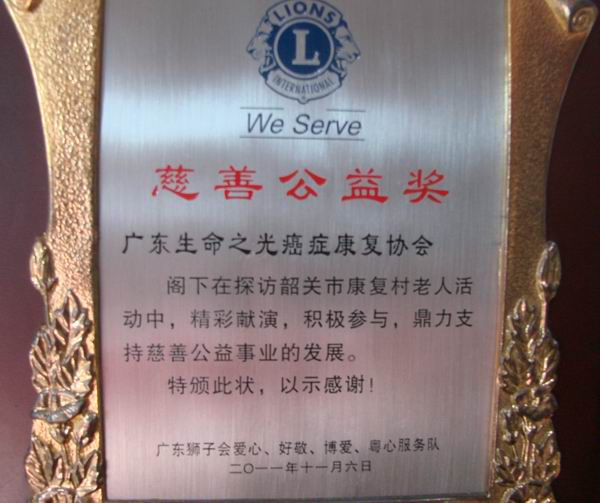 LIONS
L
INTERNATIONAL
We Serve
慈善公益奖
广东生命之光癌症康复协会
阁下在探访韶关市康复村老人活
动中，精彩献演，积极参与，鼎力支
持慈善公益事业的发展。
特颁此状，以示感谢！
广东狮子会爱心、好敬、博爱、粤心服务队
二〇一一年十一月六日